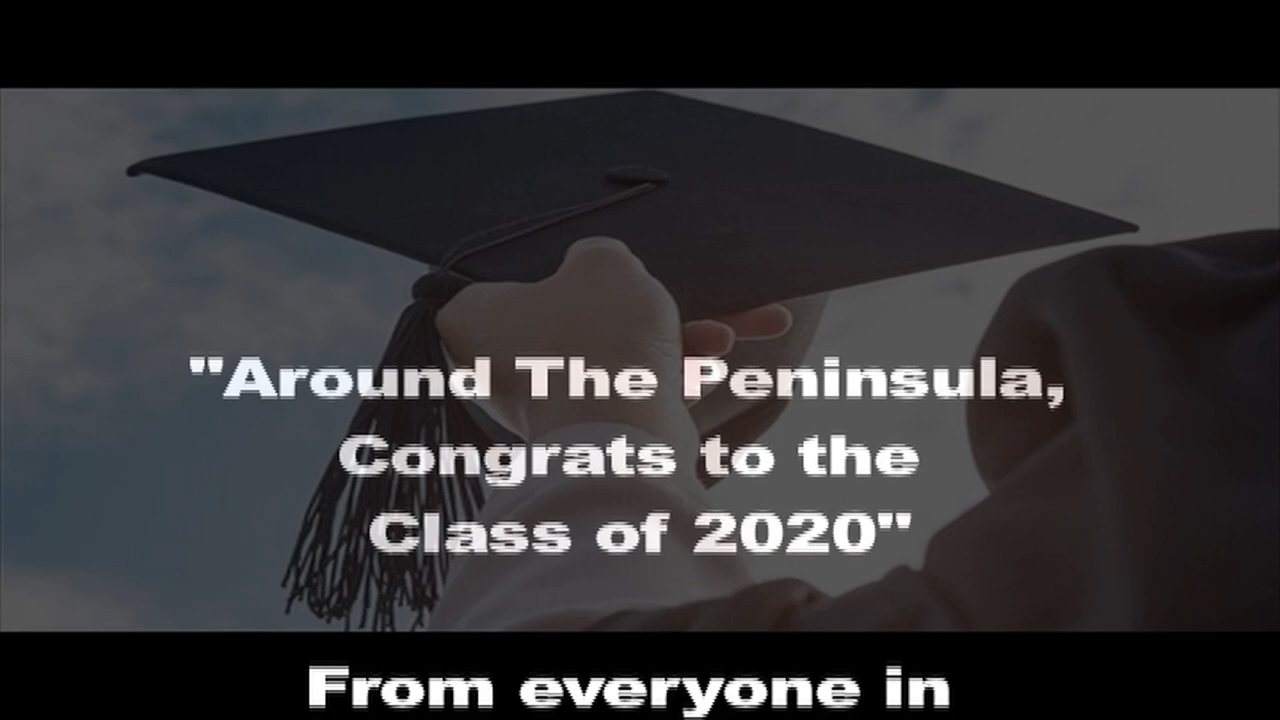 "Around The Peninsula,
Congrats to the
Class of 2020"
From everyone in